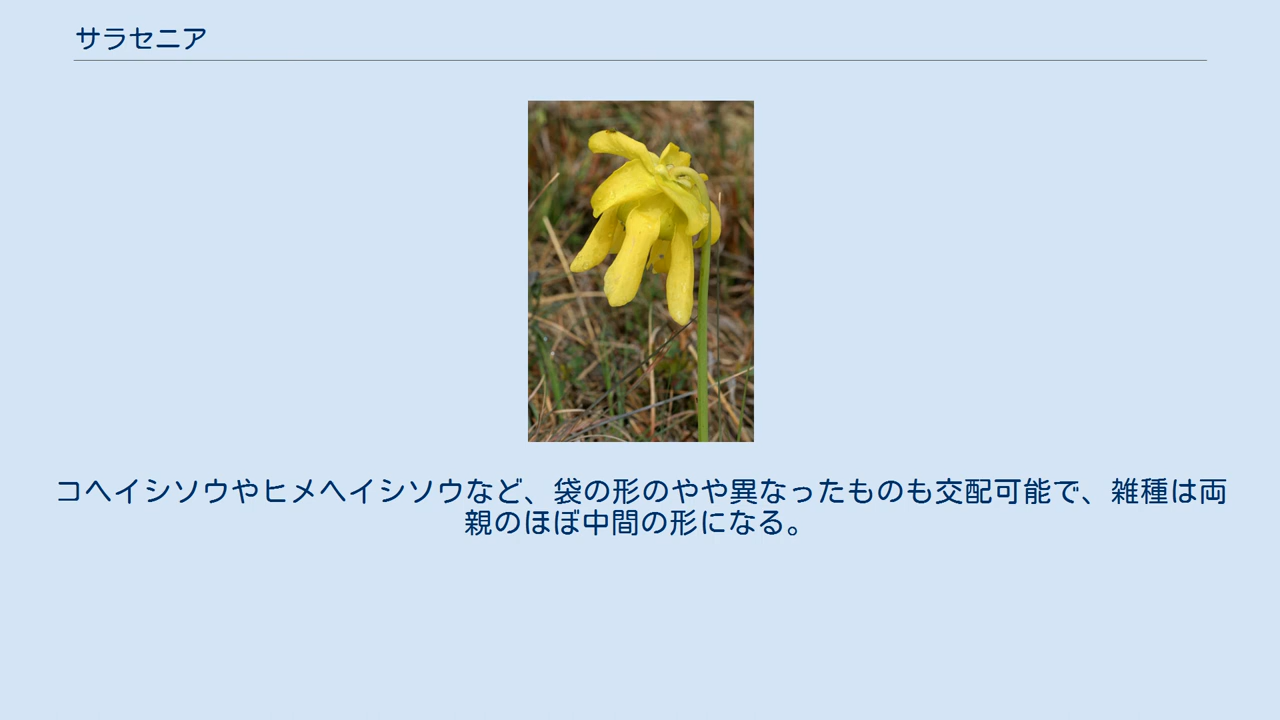 サラセニア
コヘイシソウやヒメヘイシソウなど、袋の形のやや異なったものも交配可能で、雑種は両
親のほぼ中間の形になる。